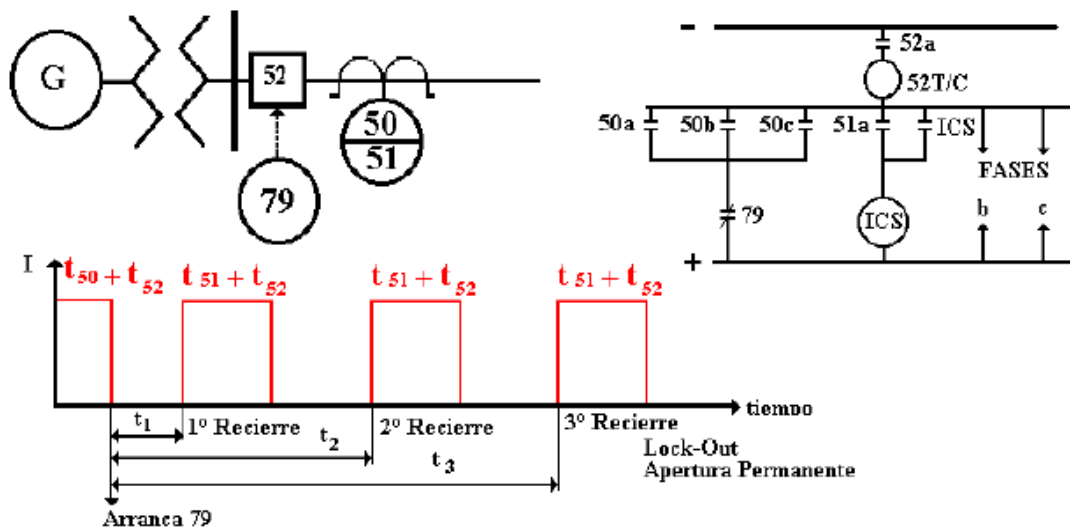 G
52
50
51
79
-
52a
52T/C
50a
50b
50c
51a
ICS
FASES
79
ICS
b
c
+
I
t50 + t52
t51 + t52
t51 + t52
t51 + t52
t1
1º Recierre
t2
2º Recierre
t3
3º Recierre
tiempo
Lock-Out
Apertura Permanente
Arranca 79